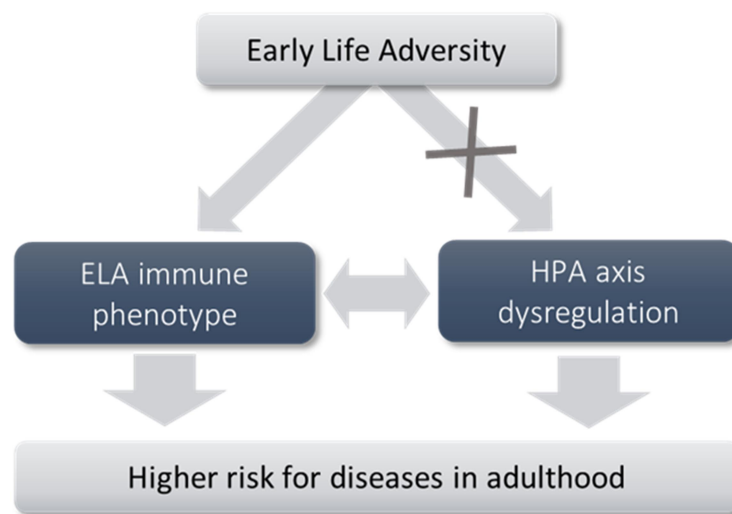 Early Life Adversity
ELA immune
phenotype
HPA axis
dysregulation
Higher risk for diseases in adulthood